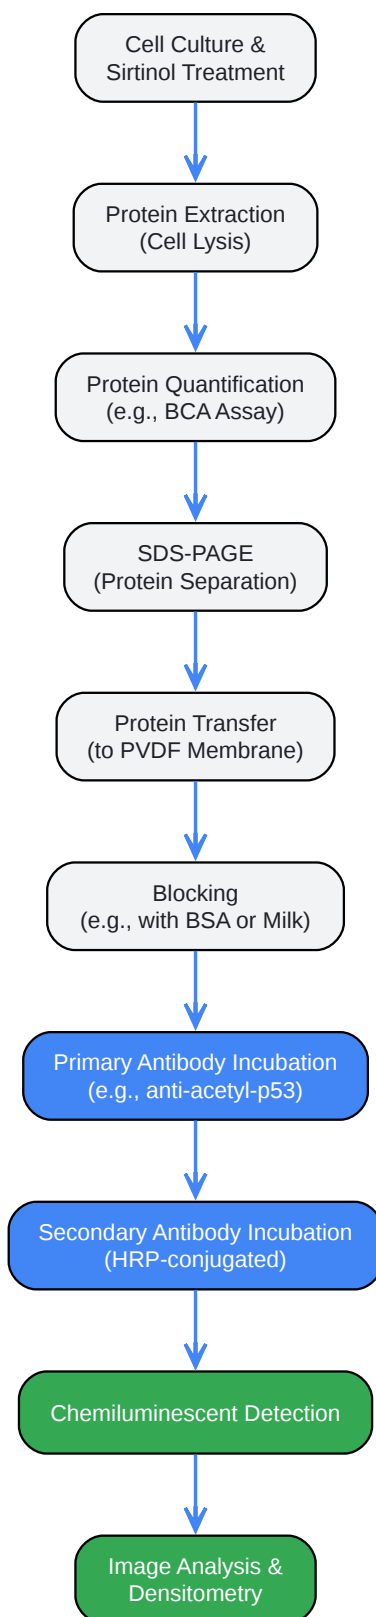 Cell Culture &
Sirtinol Treatment
Protein Extraction
(Cell Lysis)
Protein Quantification
(e.g., BCA Assay)
SDS-PAGE
(Protein Separation)
Protein Transfer
(to PVDF Membrane)
Blocking
(e.g., with BSA or Milk)
Primary Antibody Incubation
(e.g., anti-acetyl-p53)
Secondary Antibody Incubation
(HRP-conjugated)
Chemiluminescent Detection
Image Analysis &
Densitometry